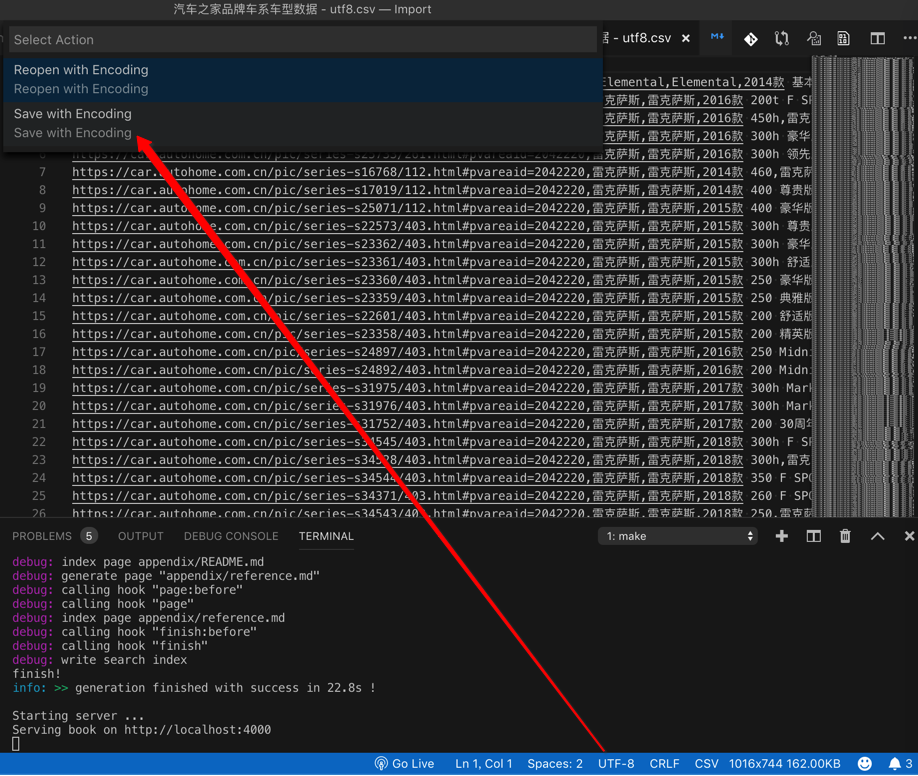 汽车之家品牌车系车型数据 - utf8.csv — Import
Select Action
- utf8.csv ×
Reopen with Encoding
Reopen with Encoding
Save with Encoding
Save with Encoding
Elemental,Elemental,2014款 基本
克萨斯,雷克萨斯,2016款 200t F SP
克萨斯,雷克萨斯,2016款 450h,雷克
克萨斯,雷克萨斯,2016款 300h 豪华
克萨斯,雷克萨斯,2016款 300h 领先
7 https://car.autohome.com.cn/pic/series-s16768/112.html#pvareaid=2042220,雷克萨斯,雷克萨斯,2014款 460,雷克萨
8 https://car.autohome.com.cn/pic/series-s17019/112.html#pvareaid=2042220,雷克萨斯,雷克萨斯,2014款 400 尊贵版
9 https://car.autohome.com.cn/pic/series-s25071/112.html#pvareaid=2042220,雷克萨斯,雷克萨斯,2015款 400 豪华版
10 https://car.autohome.com.cn/pic/series-s22573/403.html#pvareaid=2042220,雷克萨斯,雷克萨斯,2015款 300h 尊贵
11 https://car.autohome.com.cn/pic/series-s23362/403.html#pvareaid=2042220,雷克萨斯,雷克萨斯,2015款 300h 豪华
12 https://car.autohome.com.cn/pic/series-s23361/403.html#pvareaid=2042220,雷克萨斯,雷克萨斯,2015款 300h 舒适
13 https://car.autohome.com.cn/pic/series-s23360/403.html#pvareaid=2042220,雷克萨斯,雷克萨斯,2015款 250 豪华版
14 https://car.autohome.com.cn/pic/series-s23359/403.html#pvareaid=2042220,雷克萨斯,雷克萨斯,2015款 250 典雅版
15 https://car.autohome.com.cn/pic/series-s22601/403.html#pvareaid=2042220,雷克萨斯,雷克萨斯,2015款 200 舒适版
16 https://car.autohome.com.cn/pic/series-s23358/403.html#pvareaid=2042220,雷克萨斯,雷克萨斯,2015款 200 精英版
17 https://car.autohome.com.cn/pic/series-s24897/403.html#pvareaid=2042220,雷克萨斯,雷克萨斯,2016款 250 Midni
18 https://car.autohome.com.cn/pic/series-s24892/403.html#pvareaid=2042220,雷克萨斯,雷克萨斯,2016款 200 Midni
19 https://car.autohome.com.cn/pic/series-s31975/403.html#pvareaid=2042220,雷克萨斯,雷克萨斯,2017款 300h Mark
20 https://car.autohome.com.cn/pic/series-s31976/403.html#pvareaid=2042220,雷克萨斯,雷克萨斯,2017款 300h Mark
21 https://car.autohome.com.cn/pic/series-s31752/403.html#pvareaid=2042220,雷克萨斯,雷克萨斯,2017款 200 30周年
22 403.html#pvareaid=2042220,雷克萨斯,雷克萨斯,2018款 300h F SP
23 403.html#pvareaid=2042220,雷克萨斯,雷克萨斯,2018款 300h,雷克
24 https://car.autohome.com.cn/pic/series-s34544/403.html#pvareaid=2042220,雷克萨斯,雷克萨斯,2018款 350 F SPO
25 https://car.autohome.com.cn/pic/series-s34371/403.html#pvareaid=2042220,雷克萨斯,雷克萨斯,2018款 260 F SPO
26 https://car.autohome.com.cn/pic/series-s34543/403.html#pvareaid=2042220,雷克萨斯,雷克萨斯,2018款 250,雷克萨
PROBLEMS 5 OUTPUT DEBUG CONSOLE TERMINAL 1: make
debug: index page appendix/README.md
debug: generate page "appendix/reference.md"
debug: calling hook "page:before"
debug: calling hook "page"
debug: index page appendix/reference.md
debug: calling hook "finish:before"
debug: calling hook "finish"
debug: write search index
finish!
info: >> generation finished with success in 22.8s !
Starting server ...
Serving book on http://localhost:4000
Go Live Ln 1, Col 1 Spaces: 2 UTF-8 CRLF CSV 1016x744 162.00KB 3